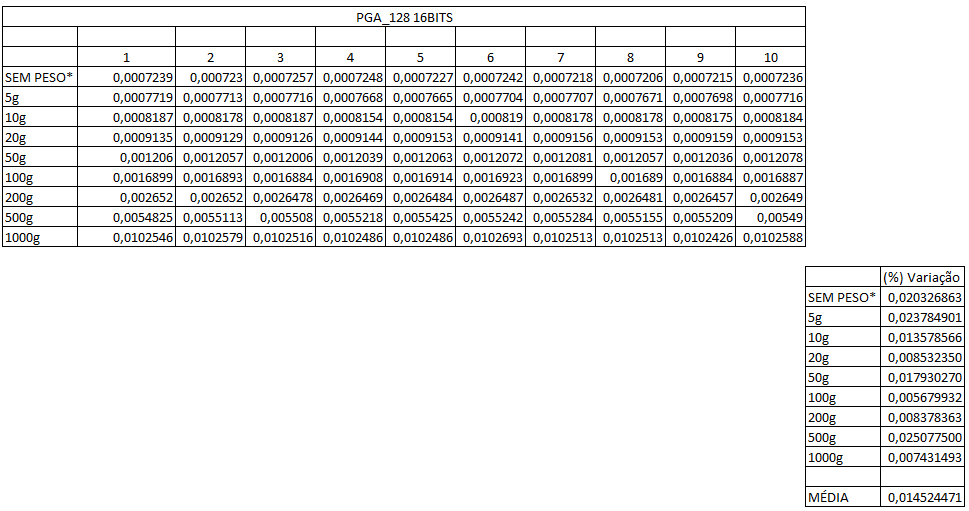 PGA_128 16BITS
1 2 3 4 5 6 7 8 9 10
SEM PESO* 0,0007239 0,000723 0,0007257 0,0007248 0,0007227 0,0007242 0,0007218 0,0007206 0,0007215 0,0007236
5g 0,0007719 0,0007713 0,0007716 0,0007668 0,0007665 0,0007704 0,0007707 0,0007671 0,0007698 0,0007716
10g 0,0008187 0,0008178 0,0008187 0,0008154 0,0008154 0,000819 0,0008178 0,0008178 0,0008175 0,0008184
20g 0,0009135 0,0009129 0,0009126 0,0009144 0,0009153 0,0009141 0,0009156 0,0009153 0,0009159 0,0009153
50g 0,001206 0,0012057 0,0012006 0,0012039 0,0012063 0,0012072 0,0012081 0,0012057 0,0012036 0,0012078
100g 0,0016899 0,0016893 0,0016884 0,0016908 0,0016914 0,0016923 0,0016899 0,001689 0,0016884 0,0016887
200g 0,002652 0,002652 0,0026478 0,0026469 0,0026484 0,0026487 0,0026532 0,0026481 0,0026457 0,002649
500g 0,0054825 0,0055113 0,005508 0,0055218 0,0055425 0,0055242 0,0055284 0,0055155 0,0055209 0,00549
1000g 0,0102546 0,0102579 0,0102516 0,0102486 0,0102486 0,0102693 0,0102513 0,0102513 0,0102426 0,0102588
(%) Variação
SEM PESO* 0,020326863
5g 0,023784901
10g 0,013578566
20g 0,008532350
50g 0,017930270
100g 0,005679932
200g 0,008378363
500g 0,025077500
1000g 0,007431493
MÉDIA 0,014524471